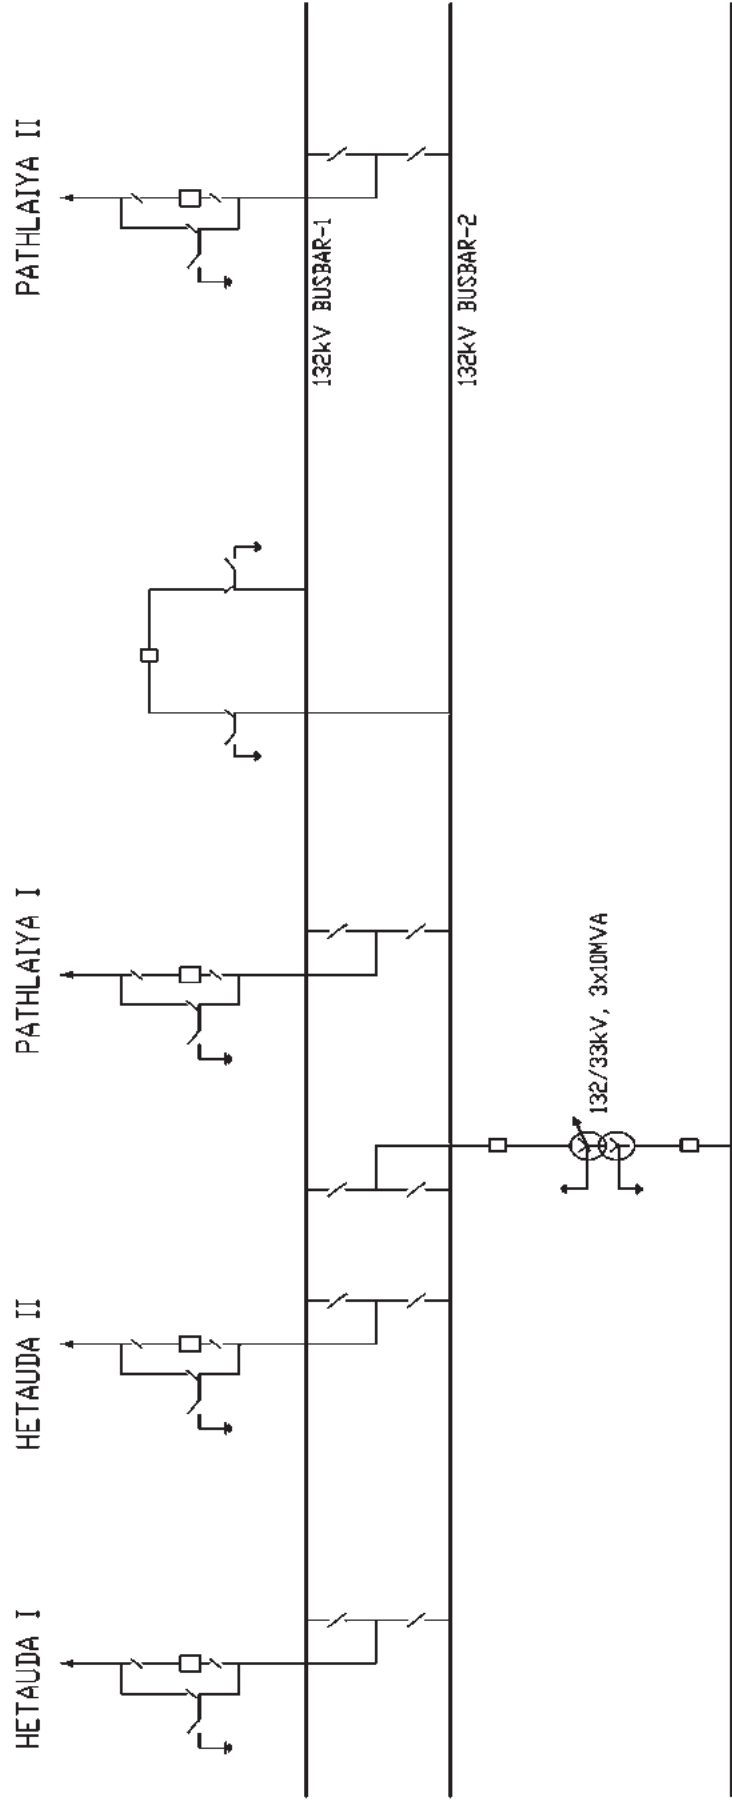 HETAUDA I
HETAUDA II
PATHLAIYA I
PATHLAIYA II
132kV BUSBAR-1
132kV BUSBAR-2
132/33kV, 3x10MVA